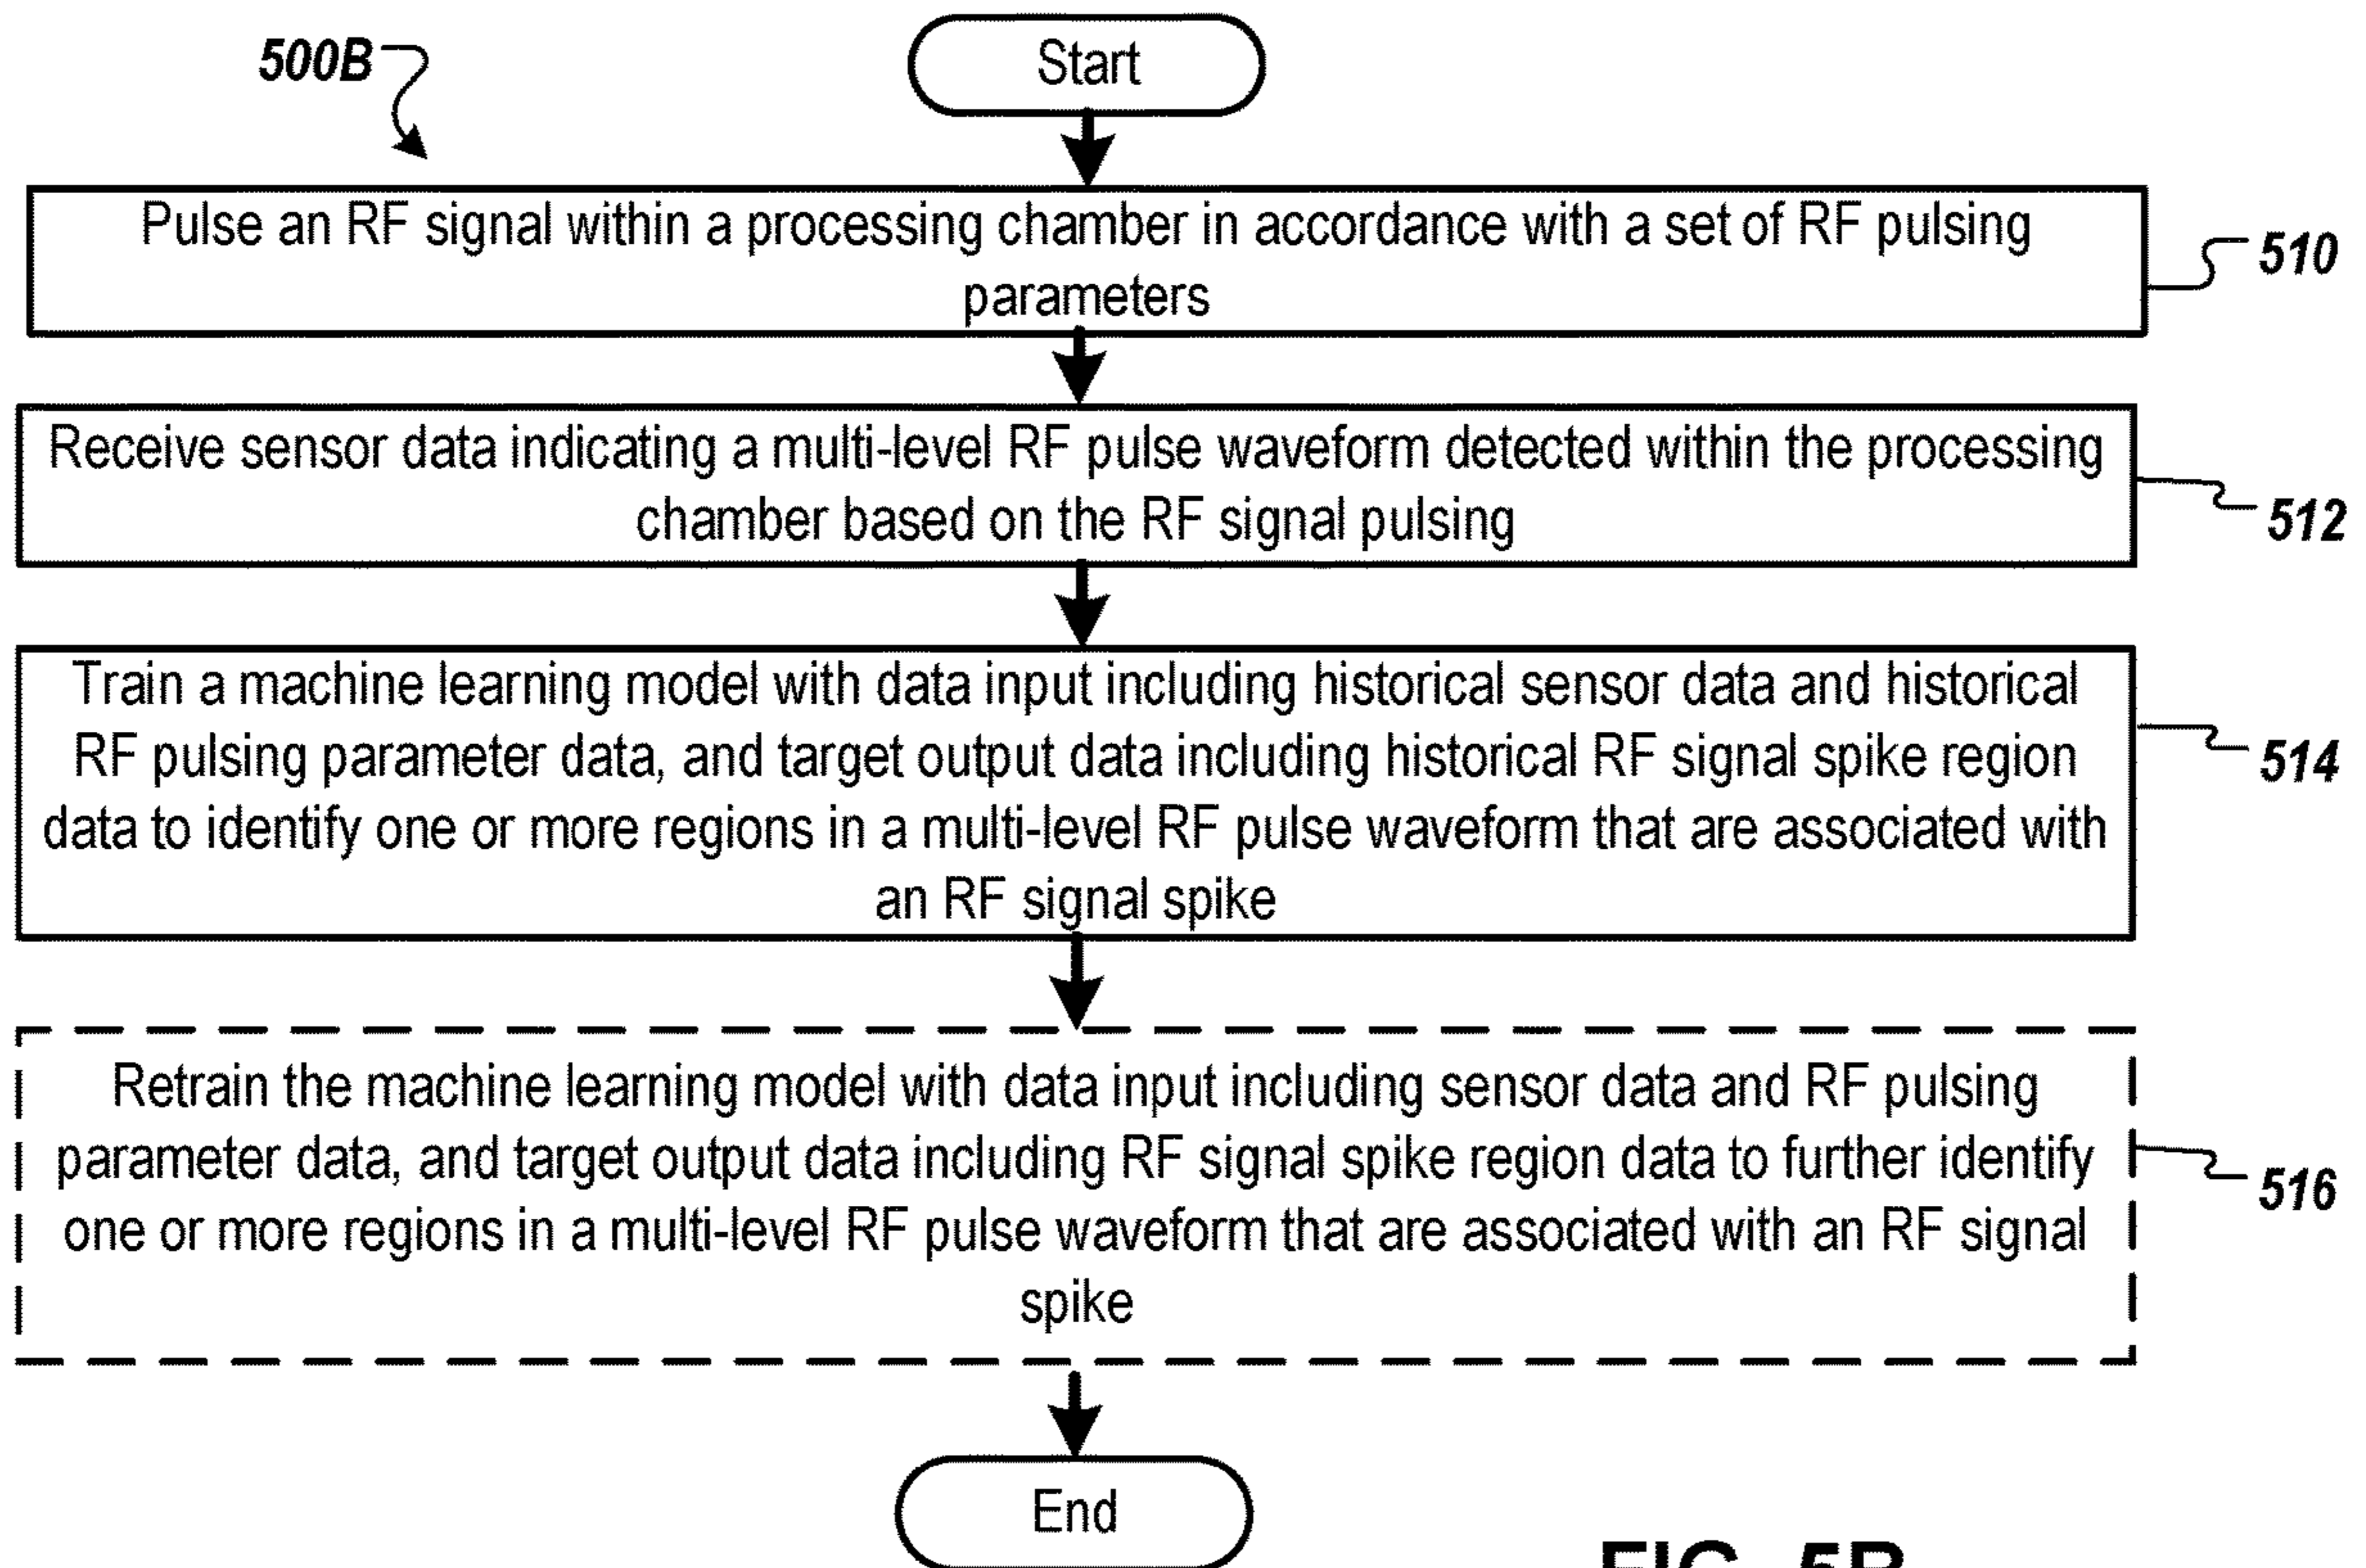 500B
Start
Pulse an RF signal within a processing chamber in accordance with a set of RF pulsing
parameters
510
Receive sensor data indicating a multi-level RF pulse waveform detected within the processing
chamber based on the RF signal pulsing
512
Train a machine learning model with data input including historical sensor data and historical
RF pulsing parameter data, and target output data including historical RF signal spike region
data to identify one or more regions in a multi-level RF pulse waveform that are associated with
an RF signal spike
514
Retrain the machine learning model with data input including sensor data and RF pulsing
parameter data, and target output data including RF signal spike region data to further identify
one or more regions in a multi-level RF pulse waveform that are associated with an RF signal
spike
516
End
FIG. 5B